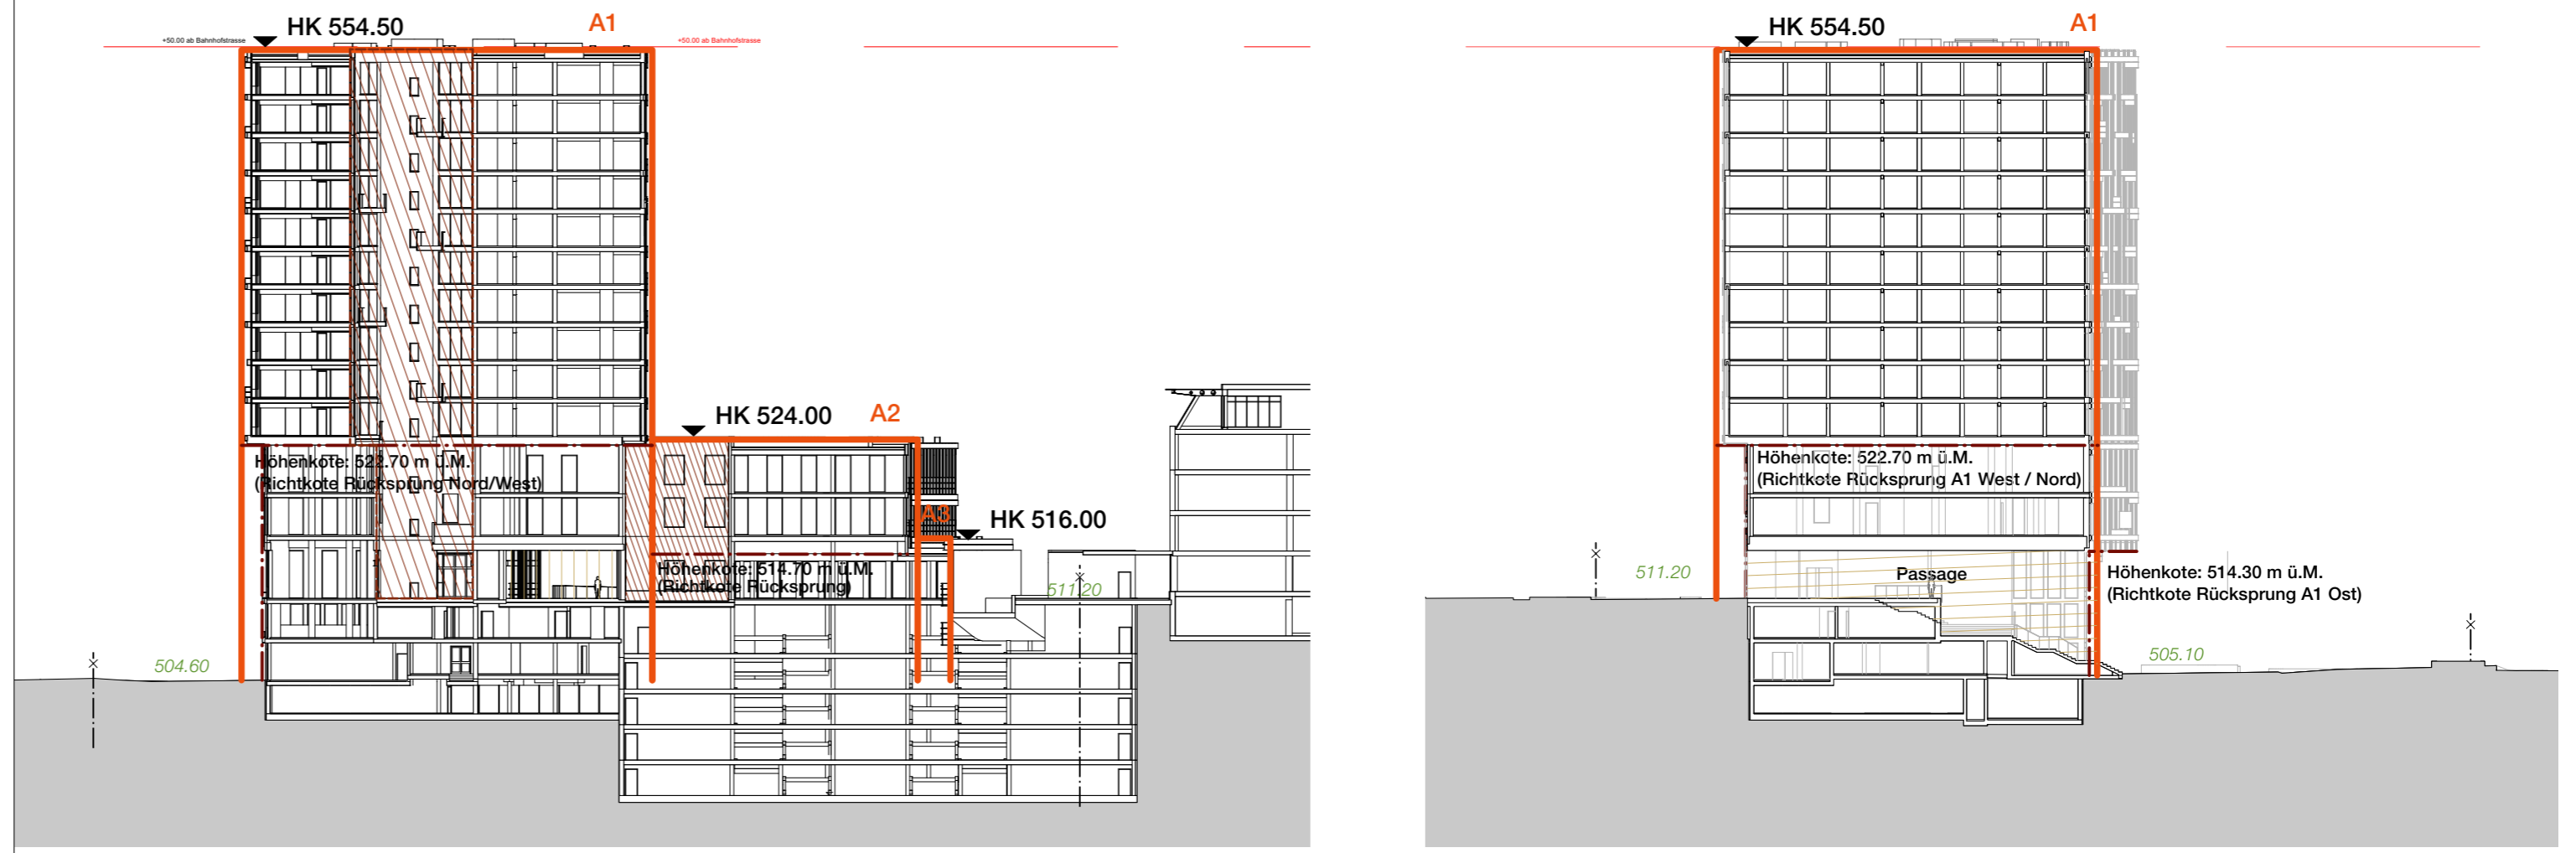 +50.00 ab Bahnhofstrasse
HK 554.50
A1
+50.00 ab Bahnhofstrasse
HK 524.00
A2
Höhenkote: 522.70 m ü.M.
(Richtkote Rücksprung Nord/West)
A3
HK 516.00
Höhenkote: 514.70 m ü.M.
(Richtkote Rücksprung)
511.20
504.60
HK 554.50
A1
Höhenkote: 522.70 m ü.M.
(Richtkote Rücksprung A1 West / Nord)
511.20
Passage
Höhenkote: 514.30 m ü.M.
(Richtkote Rücksprung A1 Ost)
505.10